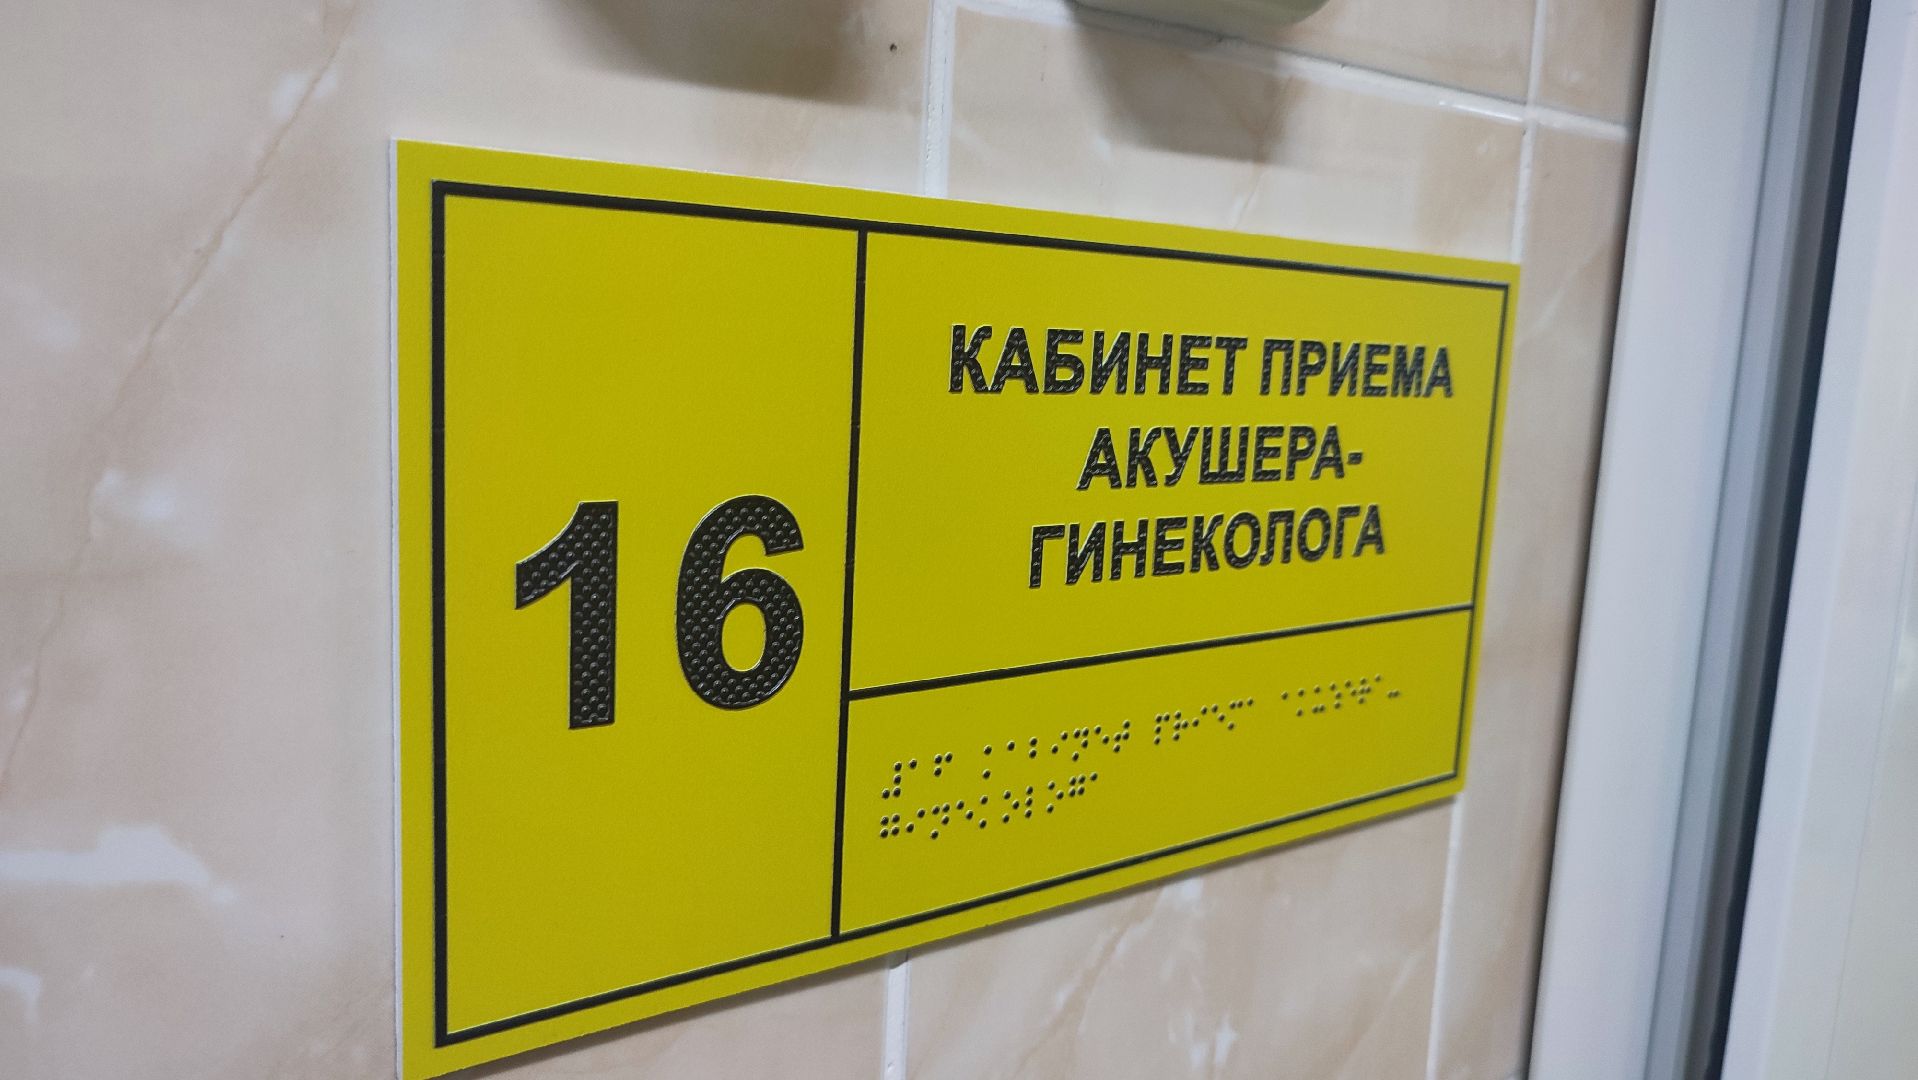 16
КАБИНЕТ ПРИЕМА
АКУШЕРА-
ГИНЕКОЛОГА
⠼⠁⠋ ⠅⠁⠃⠊⠝⠑⠞ ⠏⠗⠊⠑⠍⠁ ⠁⠅⠥⠱⠑⠗⠁⠤
⠛⠊⠝⠑⠅⠕⠇⠕⠛⠁